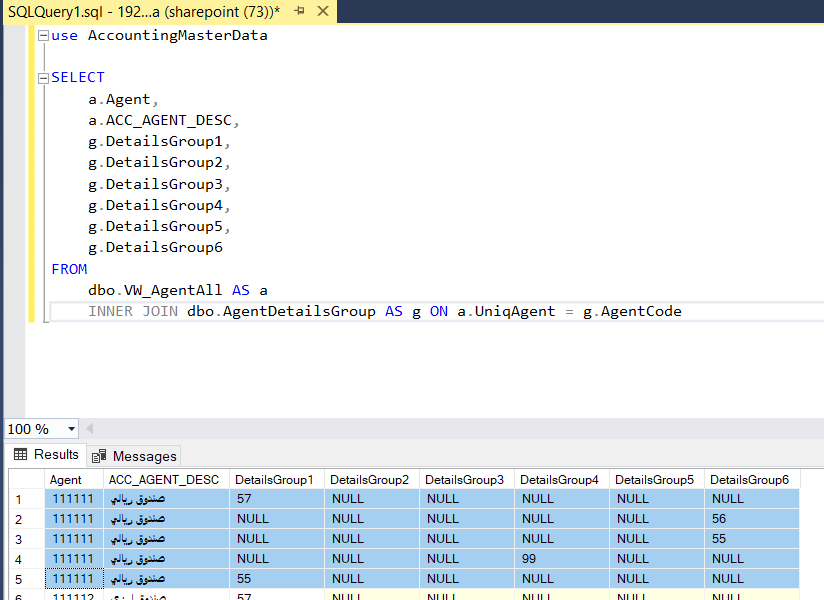 SQLQuery1.sql - 192...a (sharepoint (73))*
use AccountingMasterData
SELECT
a.Agent,
a.ACC_AGENT_DESC,
g.DetailsGroup1,
g.DetailsGroup2,
g.DetailsGroup3,
g.DetailsGroup4,
g.DetailsGroup5,
g.DetailsGroup6
FROM
dbo.VW_AgentAll AS a
INNER JOIN dbo.AgentDetailsGroup AS g ON a.UniqAgent = g.AgentCode
100 %
Results Messages
Agent ACC_AGENT_DESC DetailsGroup1 DetailsGroup2 DetailsGroup3 DetailsGroup4 DetailsGroup5 DetailsGroup6
1 111111 صندوق ريالي 57 NULL NULL NULL NULL NULL
2 111111 صندوق ريالي NULL NULL NULL NULL NULL 56
3 111111 صندوق ريالي NULL NULL NULL NULL NULL 55
4 111111 صندوق ريالي NULL NULL NULL 99 NULL NULL
5 111111 صندوق ريالي 55 NULL NULL NULL NULL NULL
6 111112 صندوق 57 NULL NULL NULL NULL NULL